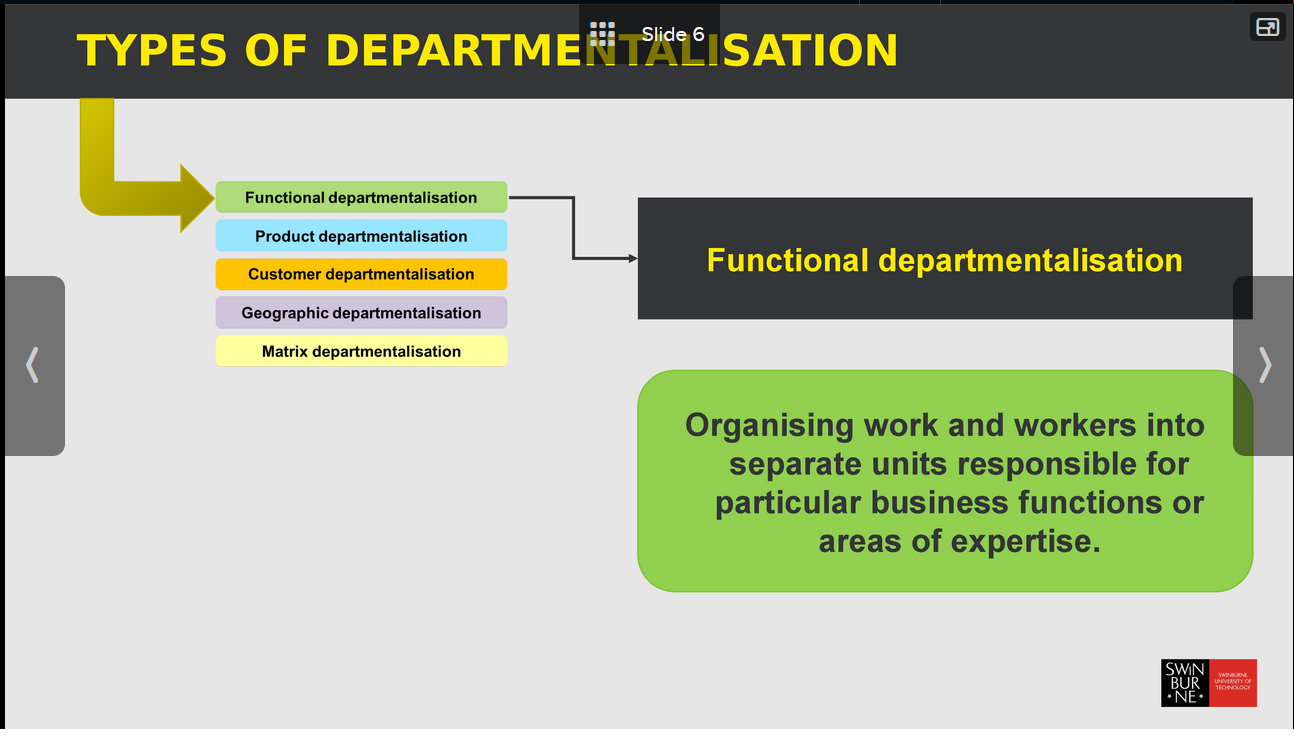 TYPES OF DEPARTMENTALISATION
Slide 6
Functional departmentalisation
Product departmentalisation
Customer departmentalisation
Geographic departmentalisation
Matrix departmentalisation
Functional departmentalisation
Organising work and workers into
separate units responsible for
particular business functions or
areas of expertise.
SWIN
BUR
*NE*
SWINBURNE
UNIVERSITY OF
TECHNOLOGY